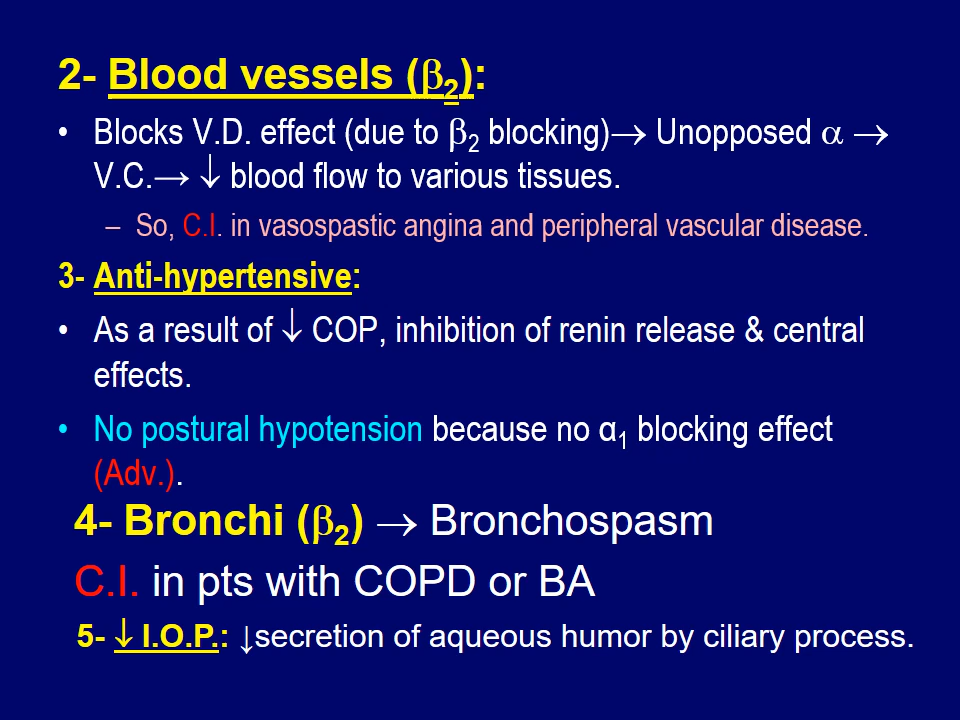 2- Blood vessels (β2):
• Blocks V.D. effect (due to β2 blocking)→ Unopposed α →
V.C.→ ↓ blood flow to various tissues.
– So, C.I. in vasospastic angina and peripheral vascular disease.
3- Anti-hypertensive:
• As a result of ↓ COP, inhibition of renin release & central
effects.
• No postural hypotension because no α1 blocking effect
(Adv.).
4- Bronchi (β2) → Bronchospasm
C.I. in pts with COPD or BA
5- ↓ I.O.P.: ↓secretion of aqueous humor by ciliary process.